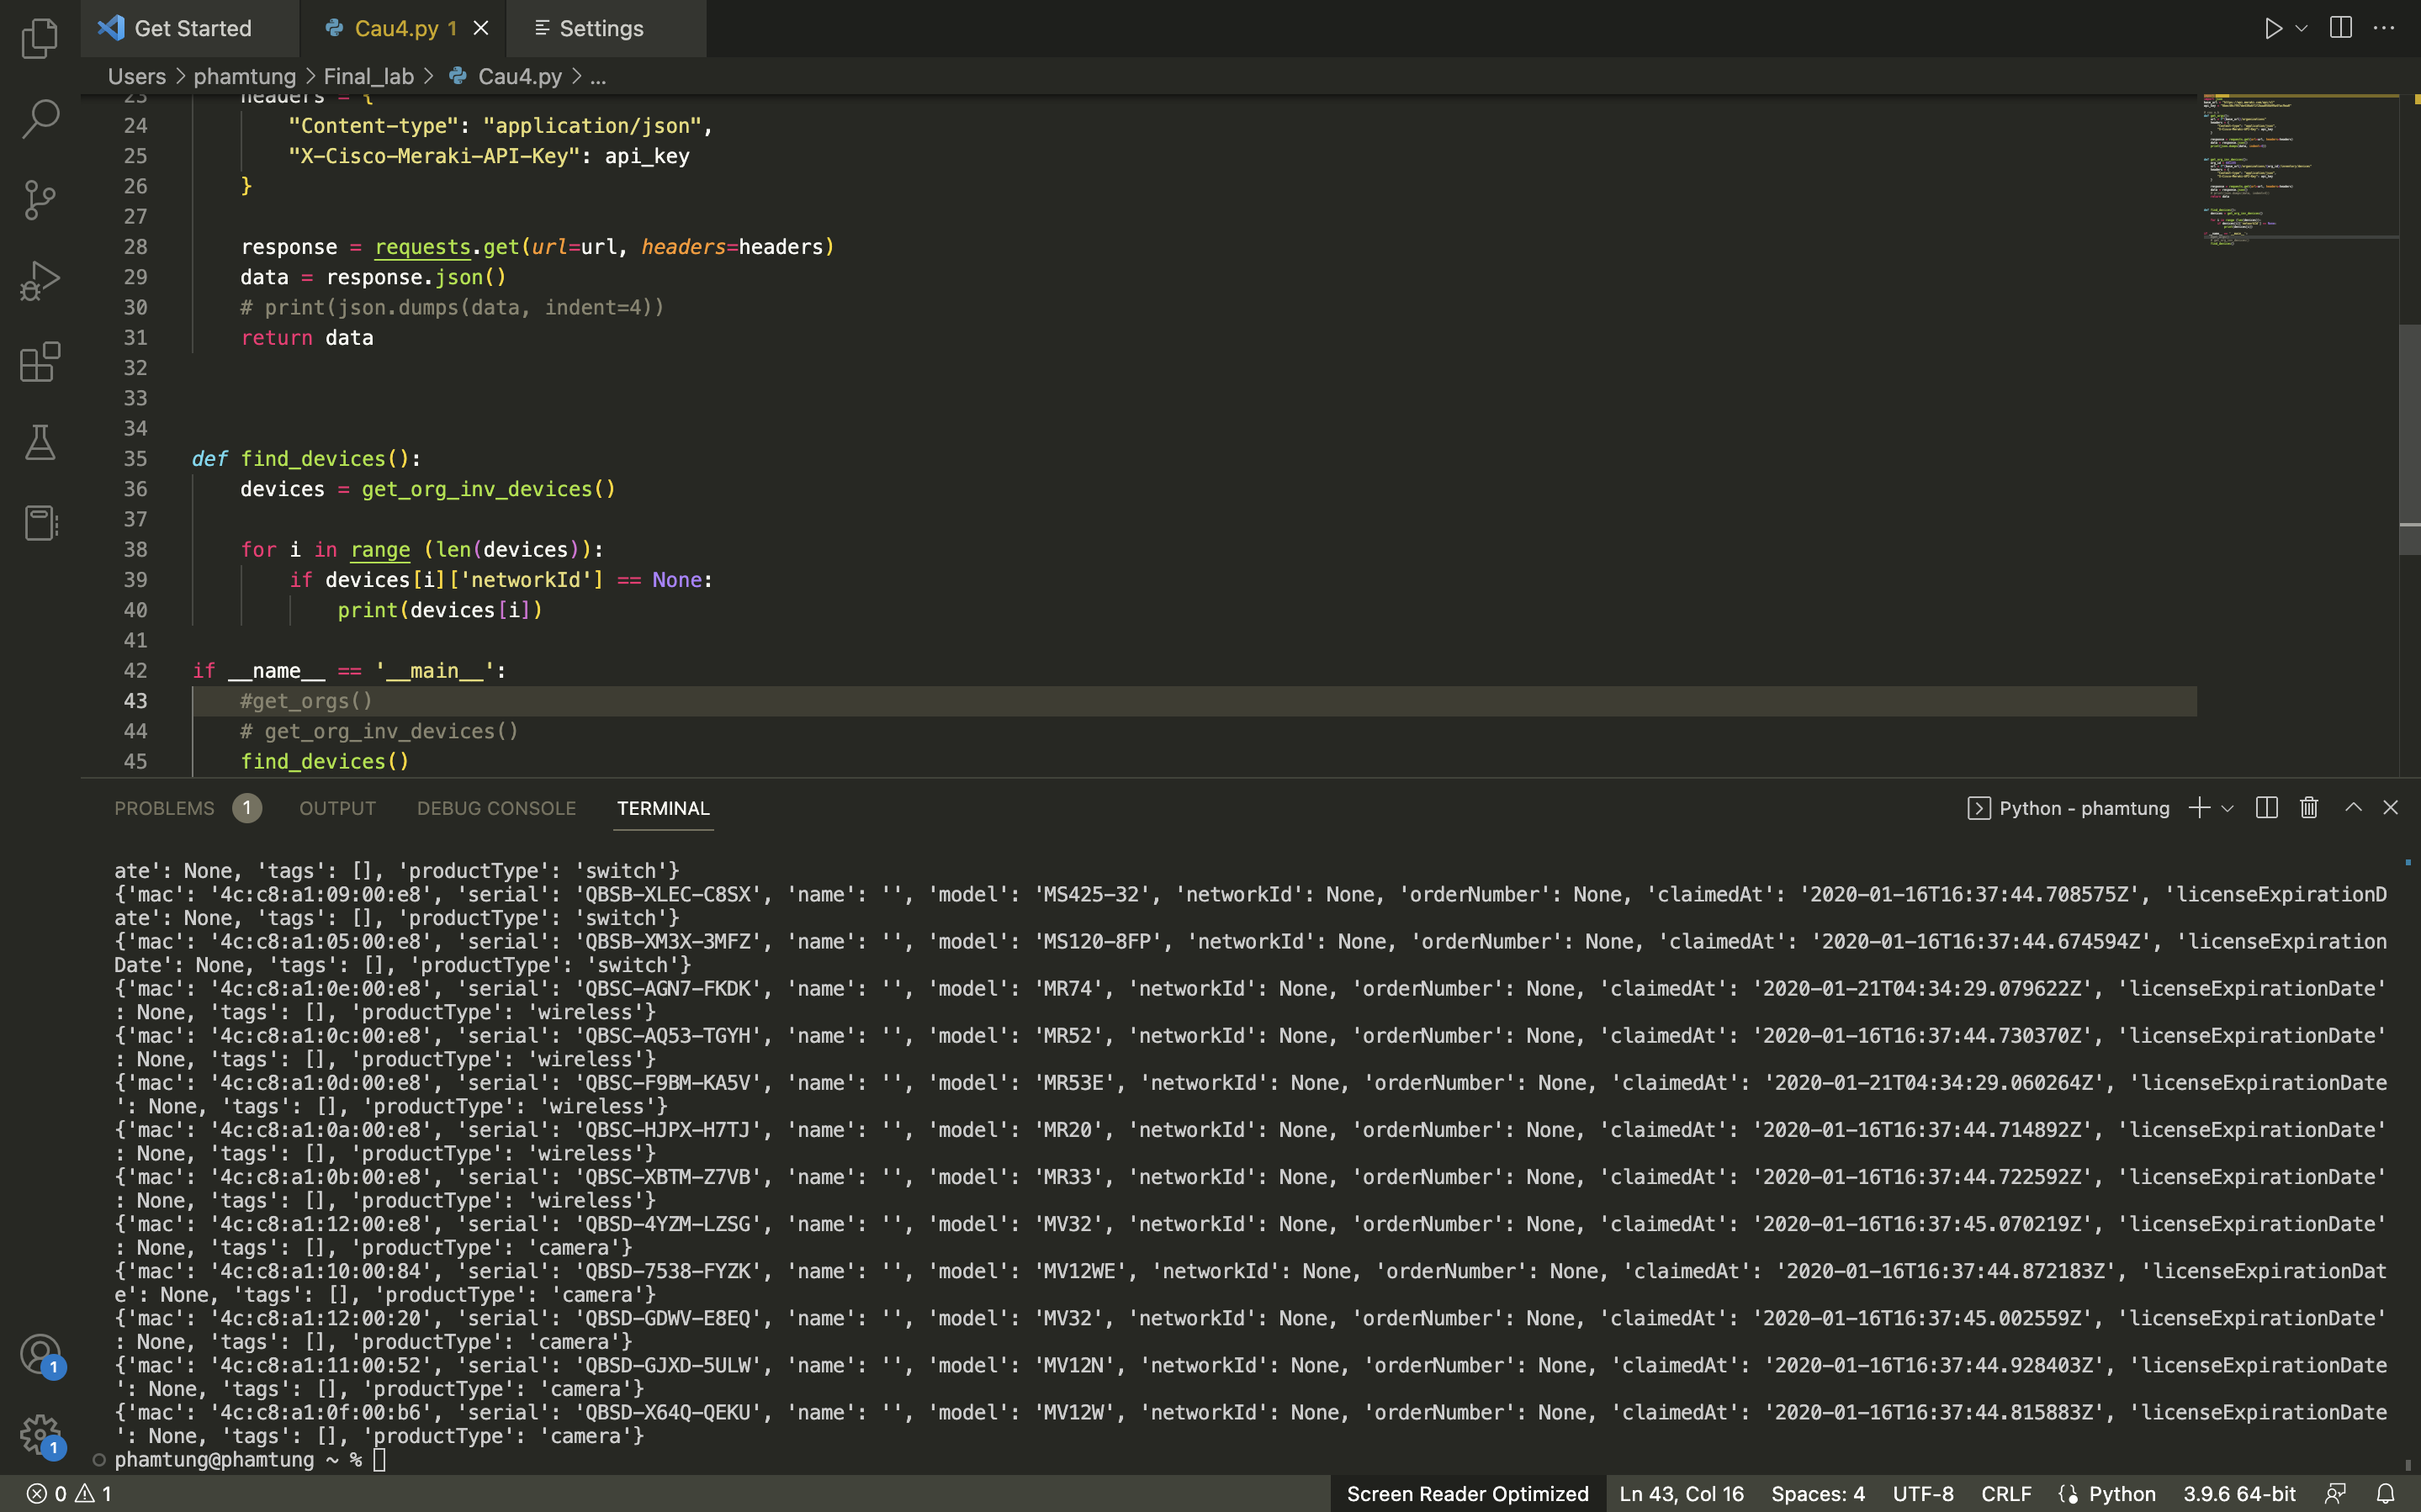 Get Started
Cau4.py 1
Settings
Users > phamtung > Final_lab > Cau4.py > ...
23 headers = {
24 "Content-type": "application/json",
25 "X-Cisco-Meraki-API-Key": api_key
26 }
27
28 response = requests.get(url=url, headers=headers)
29 data = response.json()
30 # print(json.dumps(data, indent=4))
31 return data
32
33
34
35 def find_devices():
36 devices = get_org_inv_devices()
37
38 for i in range (len(devices)):
39 if devices[i]['networkId'] == None:
40 print(devices[i])
41
42 if __name__ == '__main__':
43 #get_orgs()
44 # get_org_inv_devices()
45 find_devices()
PROBLEMS 1 OUTPUT DEBUG CONSOLE TERMINAL Python - phamtung
ate': None, 'tags': [], 'productType': 'switch'}
{'mac': '4c:c8:a1:09:00:e8', 'serial': 'QBSB-XLEC-C8SX', 'name': '', 'model': 'MS425-32', 'networkId': None, 'orderNumber': None, 'claimedAt': '2020-01-16T16:37:44.708575Z', 'licenseExpirationD
ate': None, 'tags': [], 'productType': 'switch'}
{'mac': '4c:c8:a1:05:00:e8', 'serial': 'QBSB-XM3X-3MFZ', 'name': '', 'model': 'MS120-8FP', 'networkId': None, 'orderNumber': None, 'claimedAt': '2020-01-16T16:37:44.674594Z', 'licenseExpiration
Date': None, 'tags': [], 'productType': 'switch'}
{'mac': '4c:c8:a1:0e:00:e8', 'serial': 'QBSC-AGN7-FKDK', 'name': '', 'model': 'MR74', 'networkId': None, 'orderNumber': None, 'claimedAt': '2020-01-21T04:34:29.079622Z', 'licenseExpirationDate'
: None, 'tags': [], 'productType': 'wireless'}
{'mac': '4c:c8:a1:0c:00:e8', 'serial': 'QBSC-AQ53-TGYH', 'name': '', 'model': 'MR52', 'networkId': None, 'orderNumber': None, 'claimedAt': '2020-01-16T16:37:44.730370Z', 'licenseExpirationDate'
: None, 'tags': [], 'productType': 'wireless'}
{'mac': '4c:c8:a1:0d:00:e8', 'serial': 'QBSC-F9BM-KA5V', 'name': '', 'model': 'MR53E', 'networkId': None, 'orderNumber': None, 'claimedAt': '2020-01-21T04:34:29.060264Z', 'licenseExpirationDate
': None, 'tags': [], 'productType': 'wireless'}
{'mac': '4c:c8:a1:0a:00:e8', 'serial': 'QBSC-HJPX-H7TJ', 'name': '', 'model': 'MR20', 'networkId': None, 'orderNumber': None, 'claimedAt': '2020-01-16T16:37:44.714892Z', 'licenseExpirationDate'
: None, 'tags': [], 'productType': 'wireless'}
{'mac': '4c:c8:a1:0b:00:e8', 'serial': 'QBSC-XBTM-Z7VB', 'name': '', 'model': 'MR33', 'networkId': None, 'orderNumber': None, 'claimedAt': '2020-01-16T16:37:44.722592Z', 'licenseExpirationDate'
: None, 'tags': [], 'productType': 'wireless'}
{'mac': '4c:c8:a1:12:00:e8', 'serial': 'QBSD-4YZM-LZSG', 'name': '', 'model': 'MV32', 'networkId': None, 'orderNumber': None, 'claimedAt': '2020-01-16T16:37:45.070219Z', 'licenseExpirationDate'
: None, 'tags': [], 'productType': 'camera'}
{'mac': '4c:c8:a1:10:00:84', 'serial': 'QBSD-7538-FYZK', 'name': '', 'model': 'MV12WE', 'networkId': None, 'orderNumber': None, 'claimedAt': '2020-01-16T16:37:44.872183Z', 'licenseExpirationDat
e': None, 'tags': [], 'productType': 'camera'}
{'mac': '4c:c8:a1:12:00:20', 'serial': 'QBSD-GDWV-E8EQ', 'name': '', 'model': 'MV32', 'networkId': None, 'orderNumber': None, 'claimedAt': '2020-01-16T16:37:45.002559Z', 'licenseExpirationDate'
: None, 'tags': [], 'productType': 'camera'}
{'mac': '4c:c8:a1:11:00:52', 'serial': 'QBSD-GJXD-5ULW', 'name': '', 'model': 'MV12N', 'networkId': None, 'orderNumber': None, 'claimedAt': '2020-01-16T16:37:44.928403Z', 'licenseExpirationDate
': None, 'tags': [], 'productType': 'camera'}
{'mac': '4c:c8:a1:0f:00:b6', 'serial': 'QBSD-X64Q-QEKU', 'name': '', 'model': 'MV12W', 'networkId': None, 'orderNumber': None, 'claimedAt': '2020-01-16T16:37:44.815883Z', 'licenseExpirationDate
': None, 'tags': [], 'productType': 'camera'}
phamtung@phamtung ~ %
1
1
0 1 Screen Reader Optimized Ln 43, Col 16 Spaces: 4 UTF-8 CRLF Python 3.9.6 64-bit